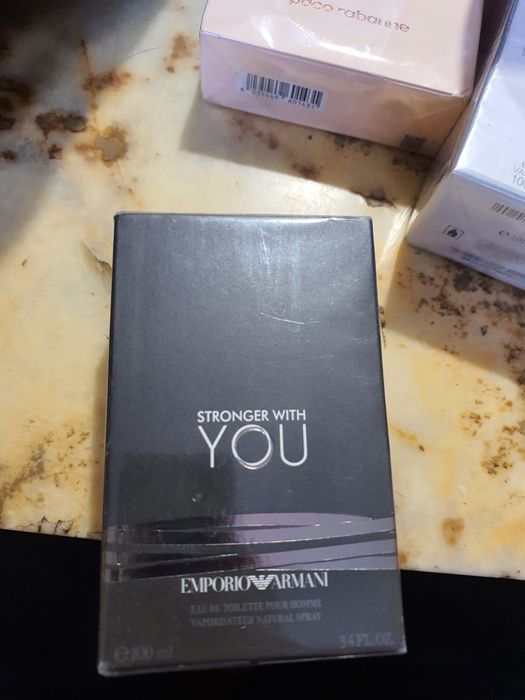 paco rabanne
STRONGER WITH
YOU
EMPORIO ARMANI
EAU DE TOILETTE POUR HOMME
VAPORISATEUR NATURAL SPRAY
e 100 ml
3.4 FL.OZ.